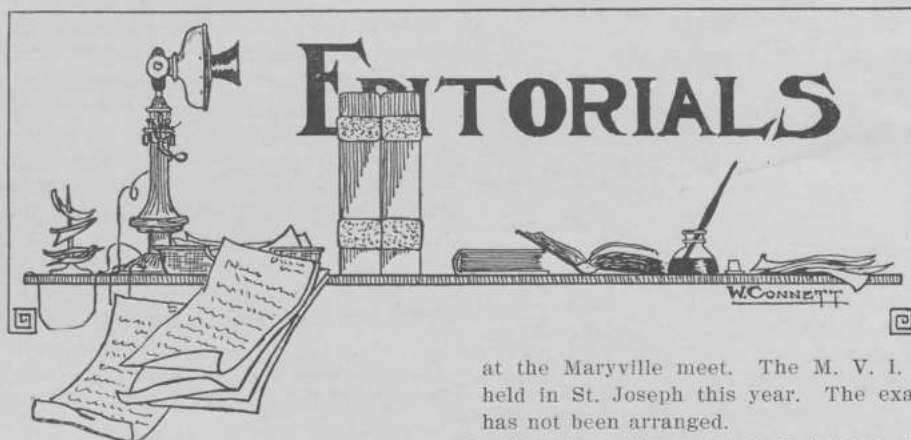 EDITORIALS
W. CONNETT
at the Maryville meet. The M. V. I.
held in St. Joseph this year. The exa
has not been arranged.